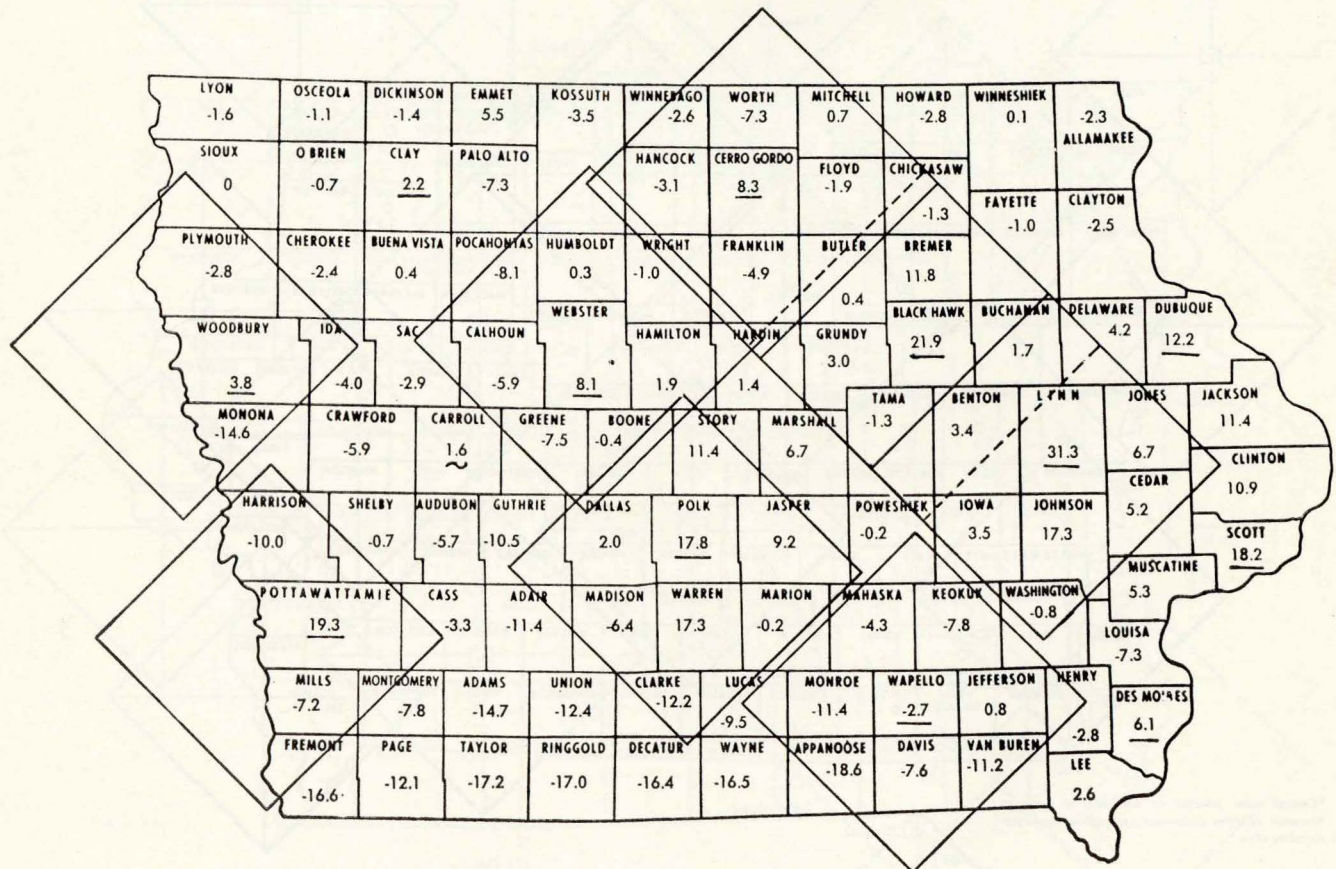 LYON OSCEOLA DICKINSON EMMET KOSSUTH WINNEBAGO WORTH MITCHELL HOWARD WINNESHIEK
-1.6 -1.1 -1.4 5.5 -3.5 -2.6 -7.3 0.7 -2.8 0.1 -2.3
ALLAMAKEE
SIOUX O BRIEN CLAY PALO ALTO HANCOCK CERRO GORDO FLOYD CHICKASAW
0 -0.7 2.2 -7.3 -3.1 8.3 -1.9 -1.3
FAYETTE CLAYTON
-1.0 -2.5
PLYMOUTH CHEROKEE BUENA VISTA POCAHONTAS HUMBOLDT WRIGHT FRANKLIN BUTLER BREMER
-2.8 -2.4 0.4 -8.1 0.3 -1.0 -4.9 0.4 11.8
WEBSTER BLACK HAWK BUCHANAN DELAWARE DUBUQUE
8.1 21.9 1.7 4.2 12.2
WOODBURY IDA SAC CALHOUN HAMILTON HARDIN GRUNDY
3.8 -4.0 -2.9 -5.9 1.9 1.4 3.0
TAMA BENTON LINN JONES JACKSON
-1.3 3.4 31.3 6.7 11.4
MONONA CRAWFORD CARROLL GREENE BOONE STORY MARSHALL
-14.6 -5.9 1.6 -7.5 -0.4 11.4 6.7
CLINTON
10.9
CEDAR
5.2
HARRISON SHELBY AUDUBON GUTHRIE DALLAS POLK JASPER POWESHIEK IOWA JOHNSON
-10.0 -0.7 -5.7 -10.5 2.0 17.8 9.2 -0.2 3.5 17.3
SCOTT
18.2
MUSCATINE
5.3
POTTAWATTAMIE CASS ADAIR MADISON WARREN MARION MAHASKA KEOKUK WASHINGTON
19.3 -3.3 -11.4 -6.4 17.3 -0.2 -4.3 -7.8 -0.8
LOUISA
-7.3
MILLS MONTGOMERY ADAMS UNION CLARKE LUCAS MONROE WAPELLO JEFFERSON HENRY DES MOINES
-7.2 -7.8 -14.7 -12.4 -12.2 -9.5 -11.4 -2.7 0.8 -2.8 6.1
FREMONT PAGE TAYLOR RINGGOLD DECATUR WAYNE APPANOOSE DAVIS VAN BUREN LEE
-16.6 -12.1 -17.2 -17.0 -16.4 -16.5 -18.6 -7.6 -11.2 2.6